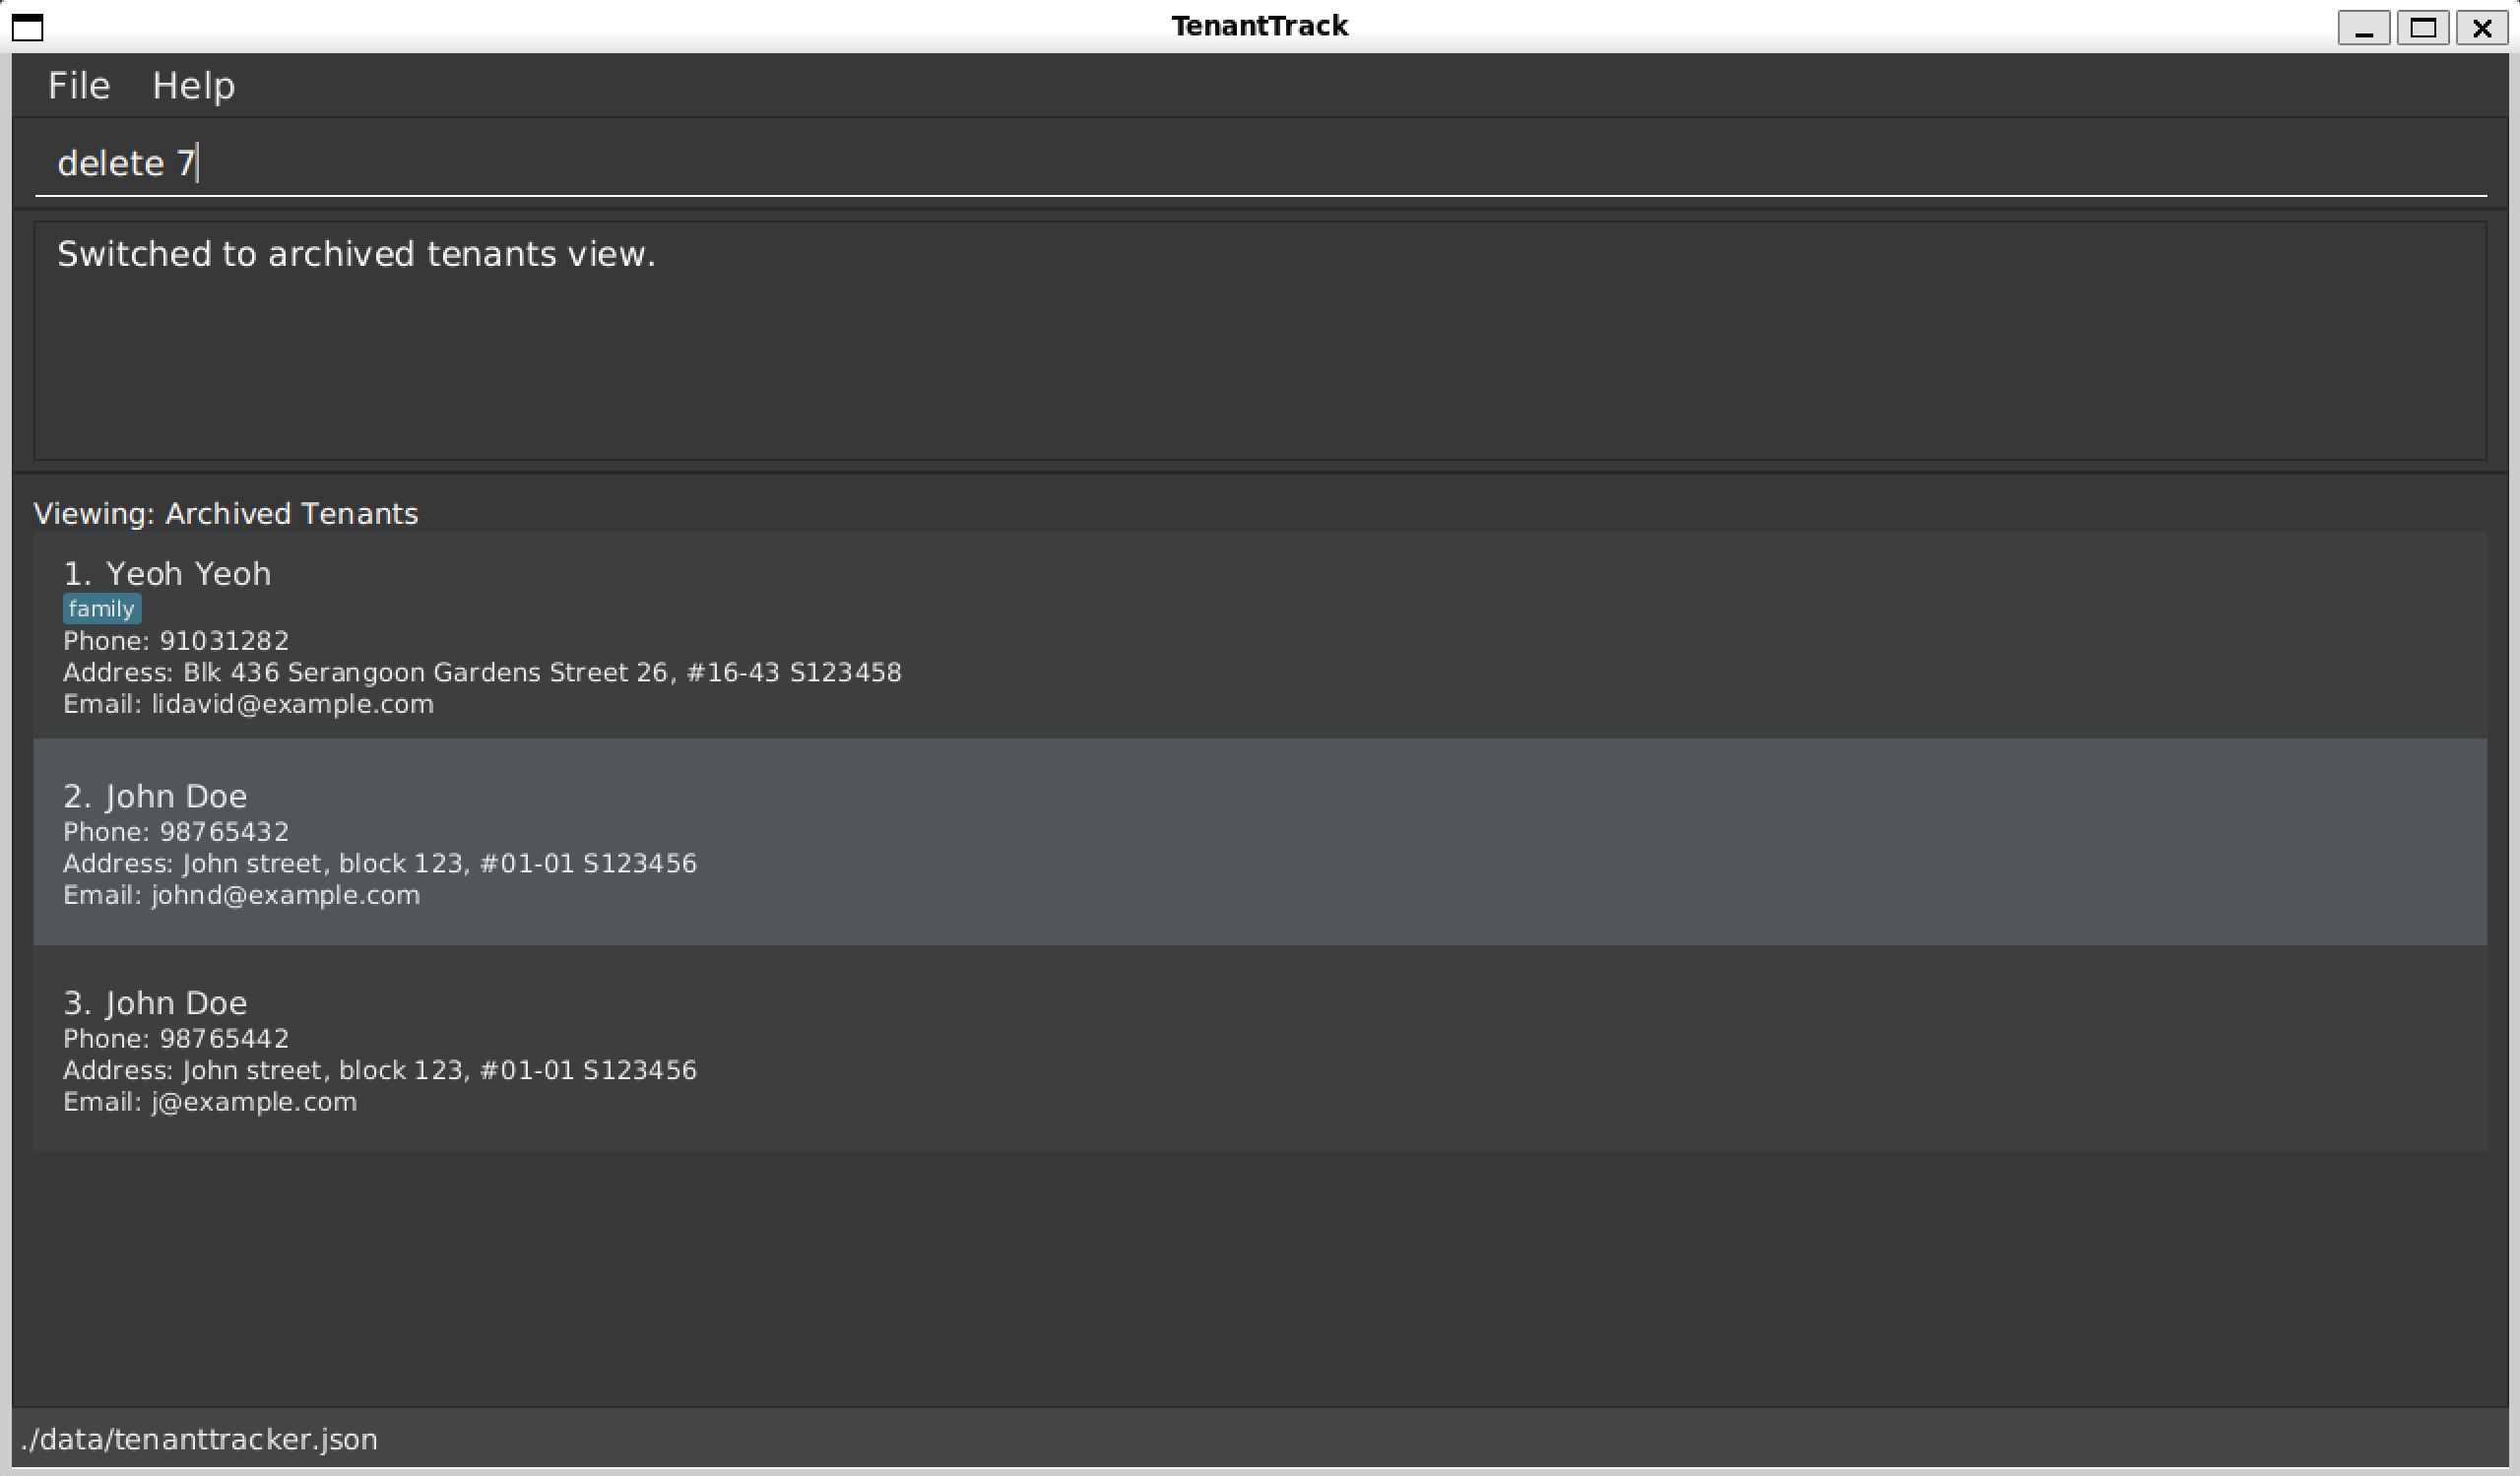 TenantTrack
File Help
delete 7
Switched to archived tenants view.
Viewing: Archived Tenants
1. Yeoh Yeoh
family
Phone: 91031282
Address: Blk 436 Serangoon Gardens Street 26, #16-43 S123458
Email: lidavid@example.com
2. John Doe
Phone: 98765432
Address: John street, block 123, #01-01 S123456
Email: johnd@example.com
3. John Doe
Phone: 98765442
Address: John street, block 123, #01-01 S123456
Email: j@example.com
./data/tenanttracker.json